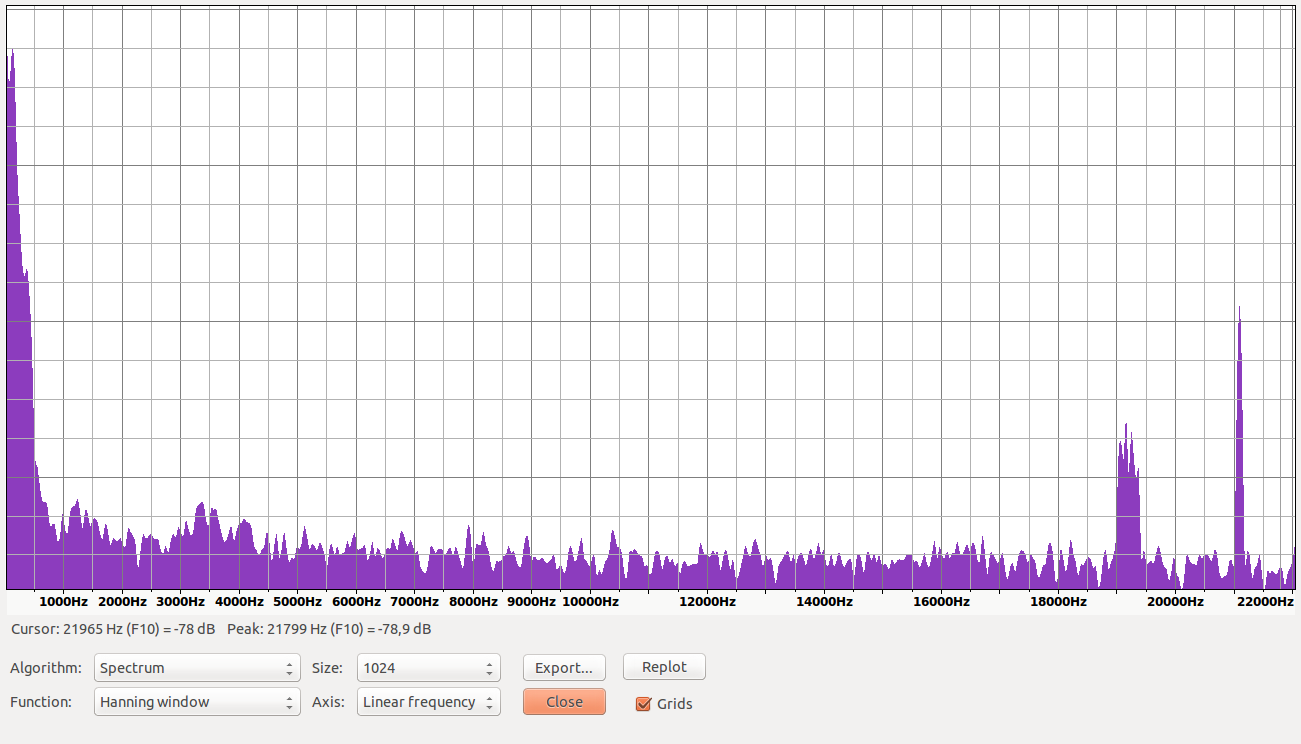 1000Hz 2000Hz 3000Hz 4000Hz 5000Hz 6000Hz 7000Hz 8000Hz 9000Hz 10000Hz 12000Hz 14000Hz 16000Hz 18000Hz 20000Hz 22000Hz
Cursor: 21965 Hz (F10) = -78 dB Peak: 21799 Hz (F10) = -78,9 dB
Algorithm: Spectrum Size: 1024 Export... Replot
Function: Hanning window Axis: Linear frequency Close Grids